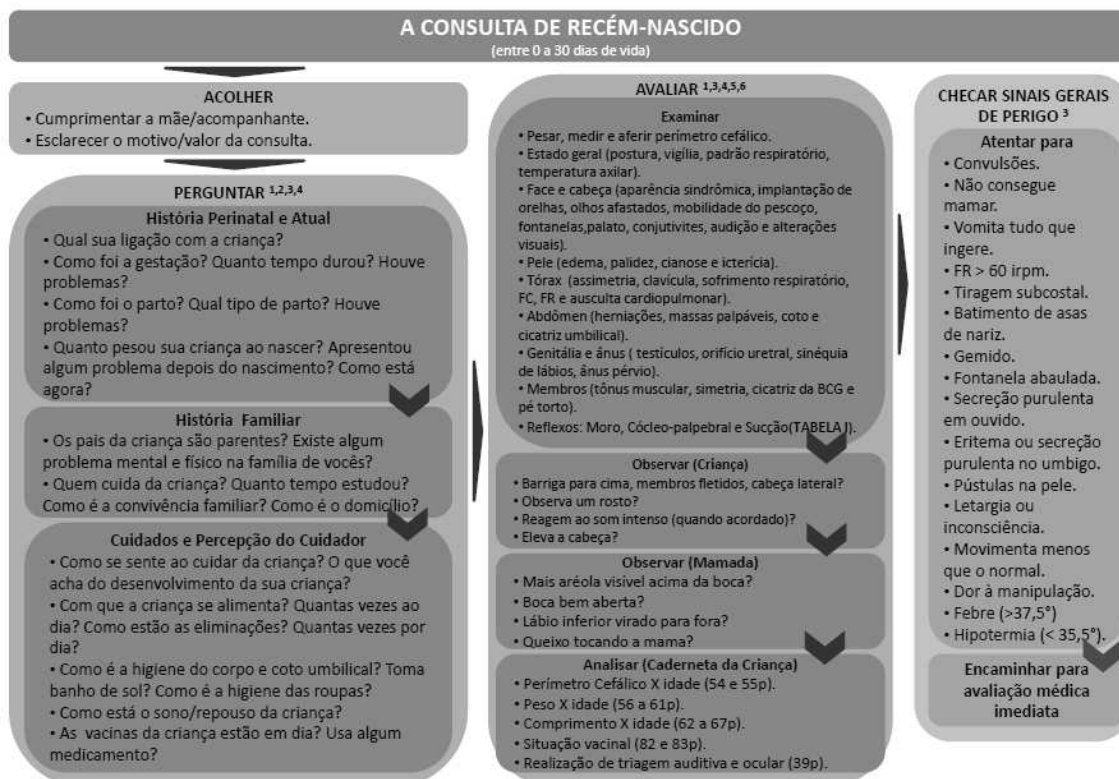 A CONSULTA DE RECÉM-NASCIDO
(entre 0 a 30 dias de vida)
ACOLHER
• Cumprimentar a mãe/acompanhante.
• Esclarecer o motivo/valor da consulta.
PERGUNTAR 1,2,3,4
História Perinatal e Atual
• Qual sua ligação com a criança?
• Como foi a gestação? Quanto tempo durou? Houve
problemas?
• Como foi o parto? Qual tipo de parto? Houve
problemas?
• Quanto pesou sua criança ao nascer? Apresentou
algum problema depois do nascimento? Como está
agora?
História Familiar
• Os pais da criança são parentes? Existe algum
problema mental e físico na família de vocês?
• Quem cuida da criança? Quanto tempo estudou?
Como é a convivência familiar? Como é o domicílio?
Cuidados e Percepção do Cuidador
• Como se sente ao cuidar da criança? O que você
acha do desenvolvimento da sua criança?
• Com que a criança se alimenta? Quantas vezes ao
dia? Como estão as eliminações? Quantas vezes por
dia?
• Como é a higiene do corpo e coto umbilical? Toma
banho de sol? Como é a higiene das roupas?
• Como está o sono/repouso da criança?
• As vacinas da criança estão em dia? Usa algum
medicamento?
AVALIAR 1,3,4,5,6
Examinar
• Pesar, medir e aferir perímetro cefálico.
• Estado geral (postura, vigília, padrão respiratório,
temperatura axilar).
• Face e cabeça (aparência sindrômica, implantação de
orelhas, olhos afastados, mobilidade do pescoço,
fontanelas,palato, conjutivites, audição e alterações
visuais).
• Pele (edema, palidez, cianose e icterícia).
• Tórax (assimetria, clavícula, sofrimento respiratório,
FC, FR e ausculta cardiopulmonar).
• Abdômen (herniações, massas palpáveis, coto e
cicatriz umbilical).
• Genitália e ânus ( testículos, orifício uretral, sinéquia
de lábios, ânus pérvio).
• Membros (tônus muscular, simetria, cicatriz da BCG e
pé torto).
• Reflexos: Moro, Cócleo-palpebral e Sucção(TABELA I).
Observar (Criança)
• Barriga para cima, membros fletidos, cabeça lateral?
• Observa um rosto?
• Reagem ao som intenso (quando acordado)?
• Eleva a cabeça?
Observar (Mamada)
• Mais aréola visível acima da boca?
• Boca bem aberta?
• Lábio inferior virado para fora?
• Queixo tocando a mama?
Analisar (Caderneta da Criança)
• Perímetro Cefálico X idade (54 e 55p).
• Peso X idade (56 a 61p).
• Comprimento X idade (62 a 67p).
• Situação vacinal (82 e 83p).
• Realização de triagem auditiva e ocular (39p).
CHECAR SINAIS GERAIS
DE PERIGO 3
Atentar para
• Convulsões.
• Não consegue
mamar.
• Vomita tudo que
ingere.
• FR > 60 irpm.
• Tiragem subcostal.
• Batimento de asas
de nariz.
• Gemido.
• Fontanela abaulada.
• Secreção purulenta
em ouvido.
• Eritema ou secreção
purulenta no umbigo.
• Pústulas na pele.
• Letargia ou
inconsciência.
• Movimenta menos
que o normal.
• Dor à manipulação.
• Febre (>37,5°)
• Hipotermia (< 35,5°).
Encaminhar para
avaliação médica
imediata